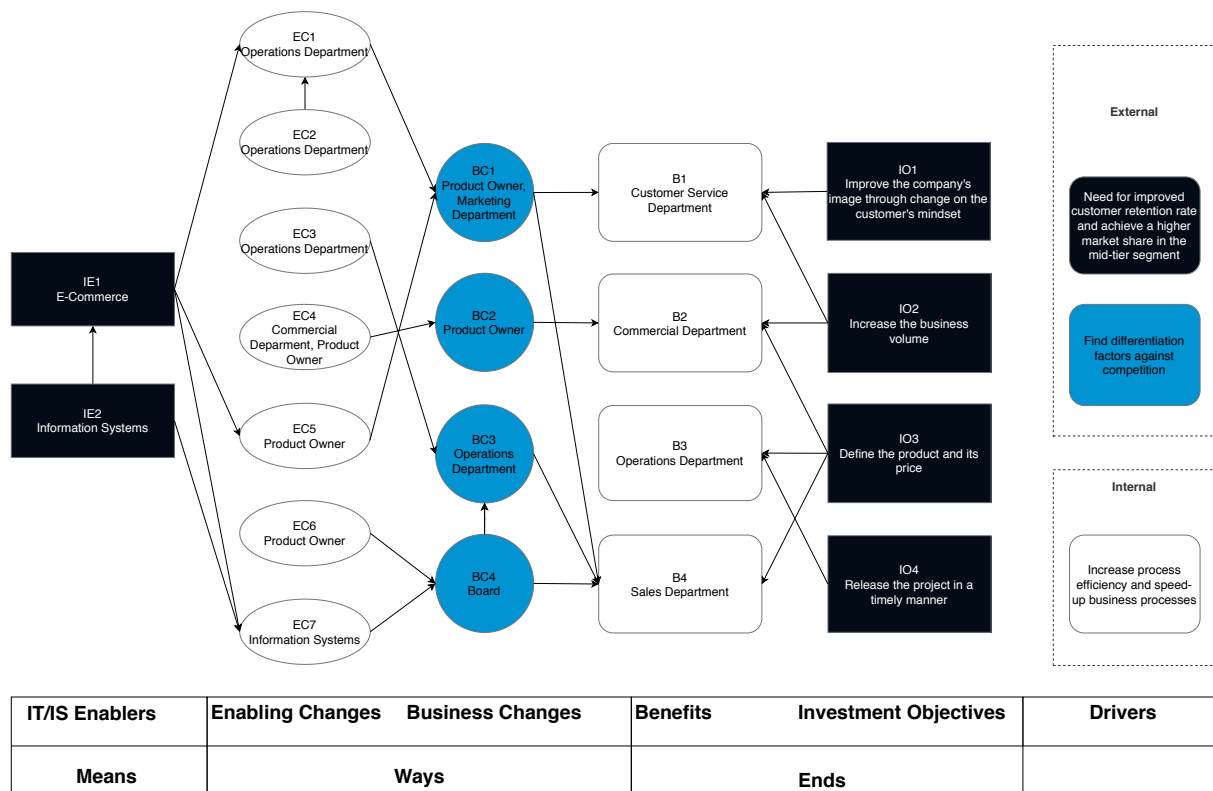 EC1
Operations Department
EC2
Operations Department
EC3
Operations Department
EC4
Commercial
Deparment, Product
Owner
EC5
Product Owner
EC6
Product Owner
EC7
Information Systems
IE1
E-Commerce
IE2
Information Systems
BC1
Product Owner,
Marketing
Department
BC2
Product Owner
BC3
Operations
Department
BC4
Board
B1
Customer Service
Department
B2
Commercial Department
B3
Operations Department
B4
Sales Department
IO1
Improve the company's
image through change on the
customer's mindset
IO2
Increase the business
volume
IO3
Define the product and its
price
IO4
Release the project in a
timely manner
External
Need for improved
customer retention rate
and achieve a higher
market share in the
mid-tier segment
Find differentiation
factors against
competition
Internal
Increase process
efficiency and speed-
up business processes
IT/IS Enablers
Enabling Changes
Business Changes
Benefits
Investment Objectives
Drivers
Means
Ways
Ends